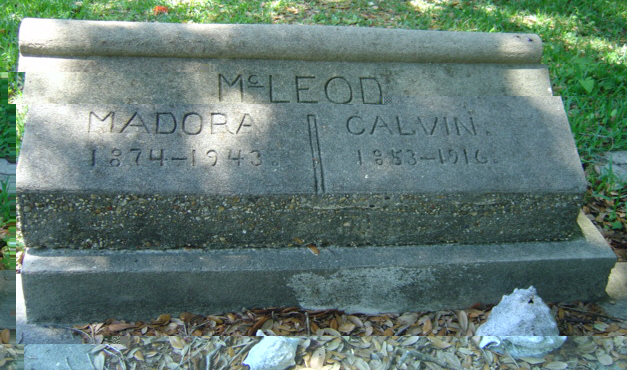 McLEOD
MADORA CALVIN.
1874-1943. 1853-1916.